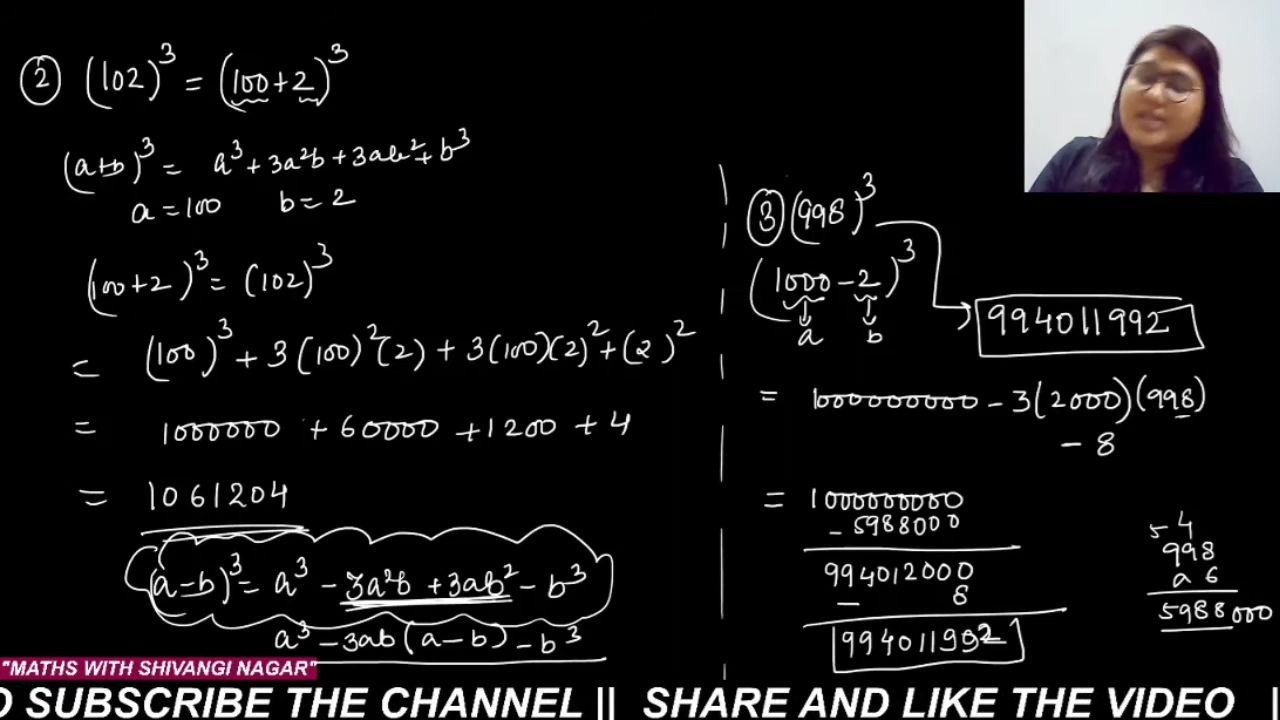 ② (102)³ = (100+2)³
(a+b)³ = a³ + 3a²b + 3ab² + b³
a = 100 b = 2
(100+2)³ = (102)³
= (100)³ + 3(100)²(2) + 3(100)(2)² + (2)²
= 1000000 + 60000 + 1200 + 4
= 1061204
(a-b)³ = a³ - 3a²b + 3ab² - b³
a³ - 3ab(a-b) - b³
③ (998)³
(1000-2)³
a b
994011992
= 1000000000 - 3(2000)(998)
- 8
= 1000000000
- 5988000
994012000
- 8
994011992
5 4
998
a 6
5988000
"MATHS WITH SHIVANGI NAGAR"
O SUBSCRIBE THE CHANNEL || SHARE AND LIKE THE VIDEO